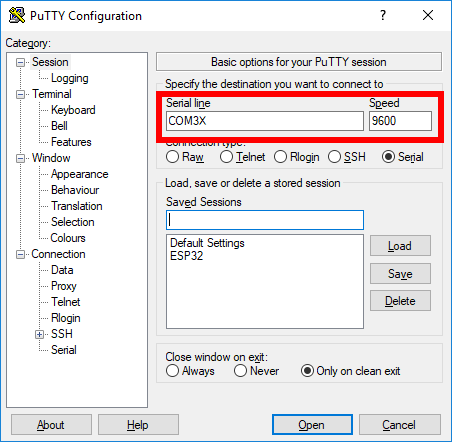 PuTTY Configuration
Category:
Session
Logging
Terminal
Keyboard
Bell
Features
Window
Appearance
Behaviour
Translation
Selection
Colours
Connection
Data
Proxy
Telnet
Rlogin
SSH
Serial
Basic options for your PuTTY session
Specify the destination you want to connect to
Serial line Speed
COM3X 9600
Connection type:
Raw Telnet Rlogin SSH Serial
Load, save or delete a stored session
Saved Sessions
Default Settings
ESP32
Load
Save
Delete
Close window on exit:
Always Never Only on clean exit
About Help Open Cancel